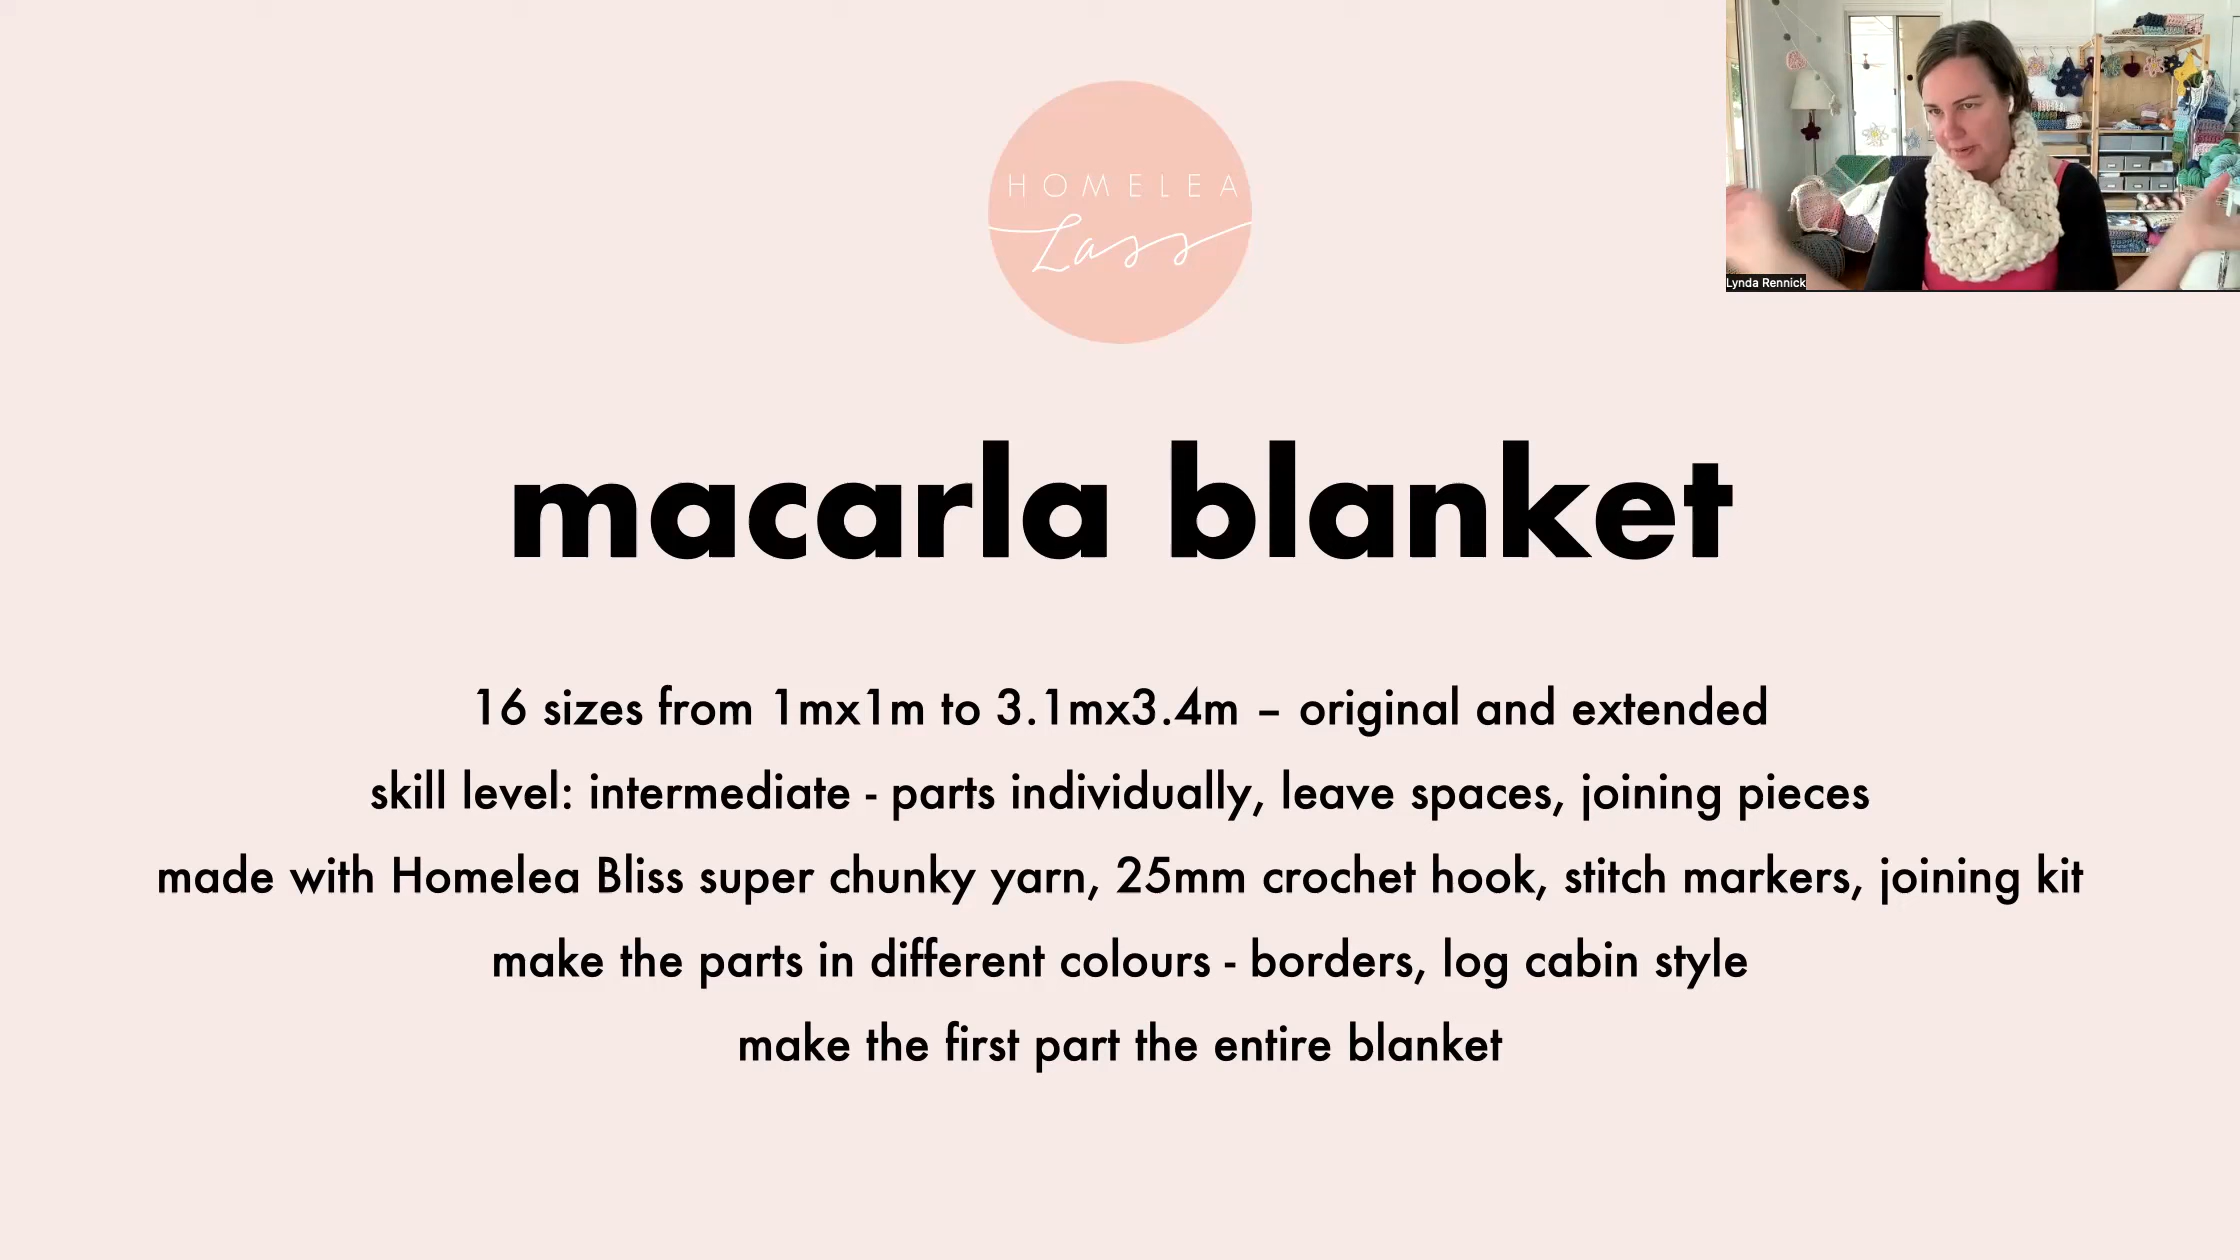 HOMELEA
Lass
Lynda Rennick
macarla blanket
16 sizes from 1mx1m to 3.1mx3.4m – original and extended
skill level: intermediate - parts individually, leave spaces, joining pieces
made with Homelea Bliss super chunky yarn, 25mm crochet hook, stitch markers, joining kit
make the parts in different colours - borders, log cabin style
make the first part the entire blanket